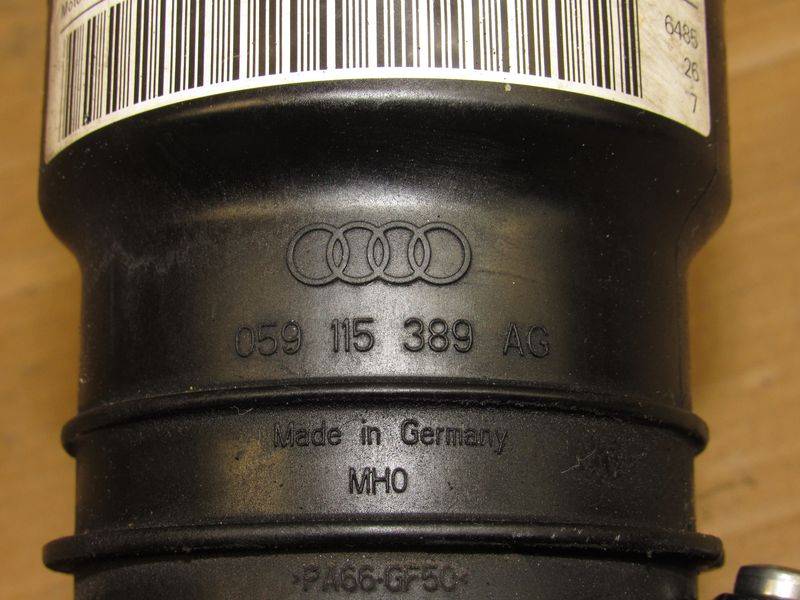 6485
26
7
059 115 389 AG
Made in Germany
MH0
>PA66-GF50<